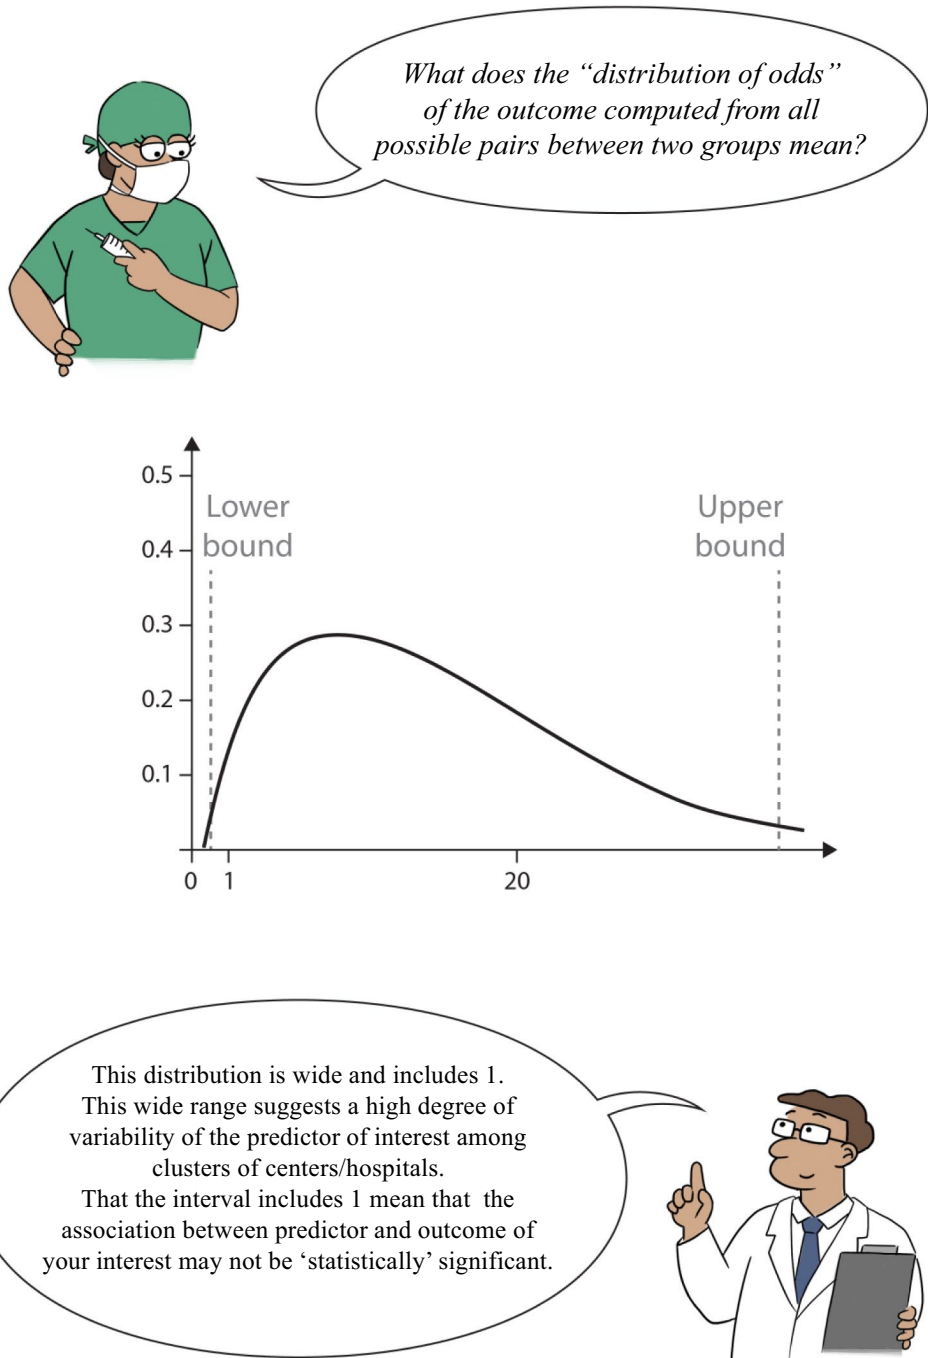 What does the “distribution of odds”
of the outcome computed from all
possible pairs between two groups mean?
0.5
Lower
bound
Upper
bound
0.4
0.3
0.2
0.1
0 1 20
This distribution is wide and includes 1.
This wide range suggests a high degree of
variability of the predictor of interest among
clusters of centers/hospitals.
That the interval includes 1 mean that the
association between predictor and outcome of
your interest may not be ‘statistically’ significant.